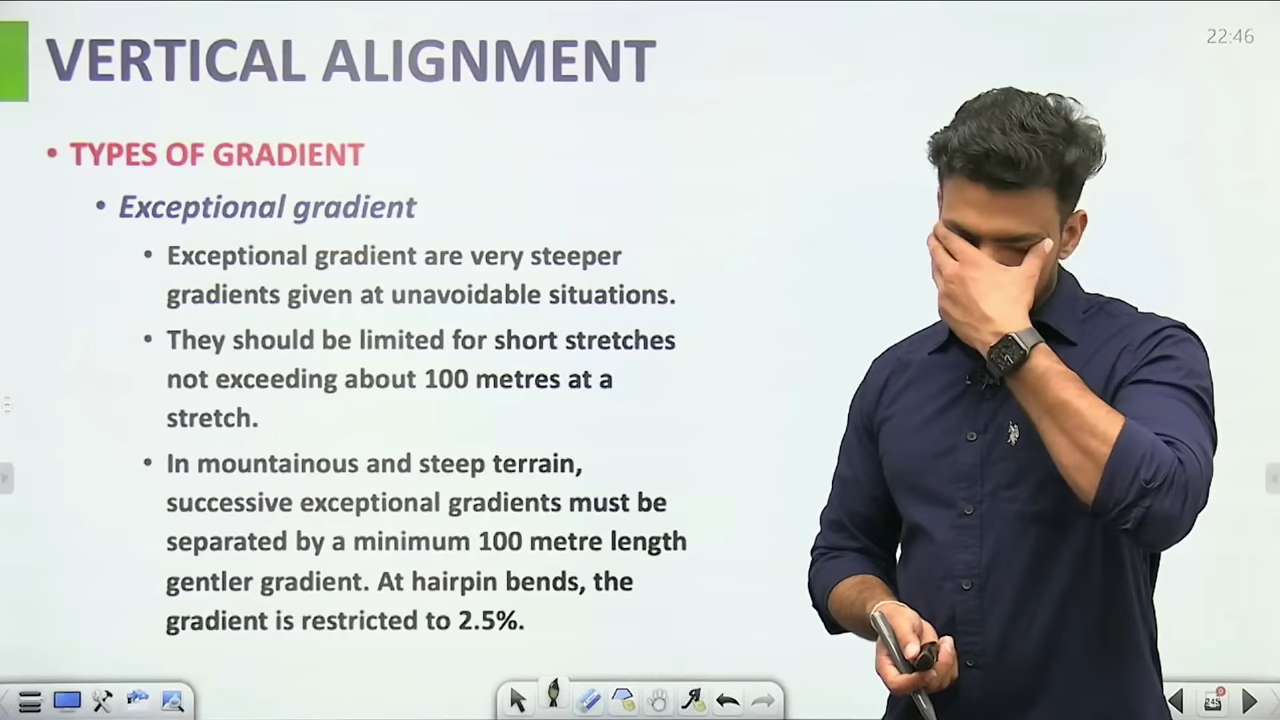 VERTICAL ALIGNMENT
22:46
• TYPES OF GRADIENT
• Exceptional gradient
• Exceptional gradient are very steeper
gradients given at unavoidable situations.
• They should be limited for short stretches
not exceeding about 100 metres at a
stretch.
• In mountainous and steep terrain,
successive exceptional gradients must be
separated by a minimum 100 metre length
gentler gradient. At hairpin bends, the
gradient is restricted to 2.5%.
245